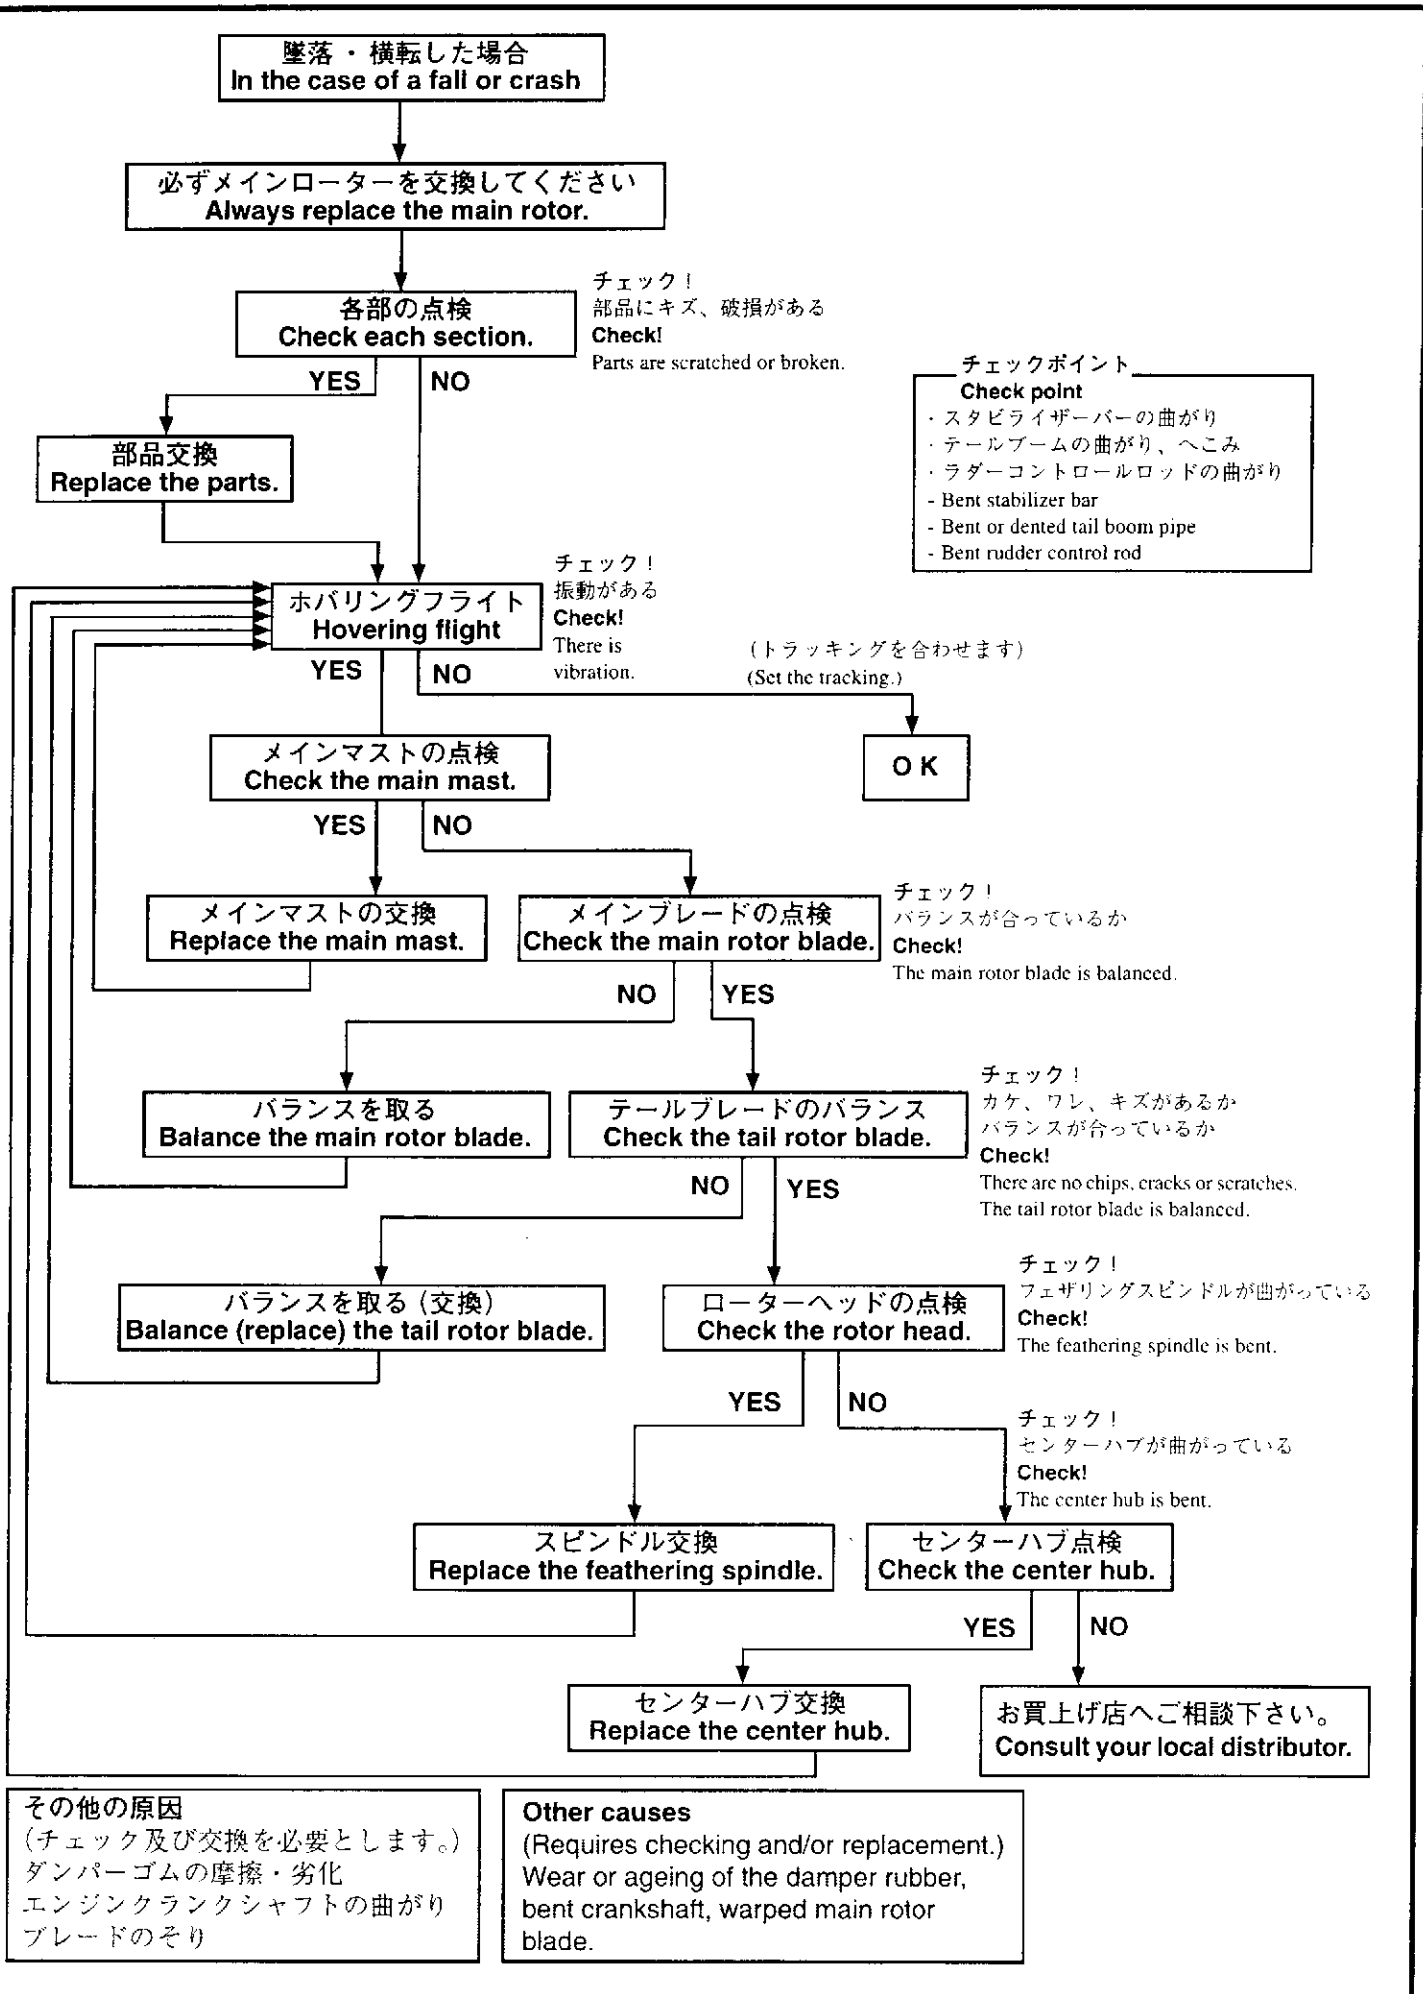 墜落・横転した場合
In the case of a fall or crash
必ずメインローターを交換してください
Always replace the main rotor.
各部の点検
Check each section.
チェック！
部品にキズ、破損がある
Check!
Parts are scratched or broken.
YES
NO
チェックポイント
Check point
・スタビライザーバーの曲がり
・テールブームの曲がり、へこみ
・ラダーコントロールロッドの曲がり
- Bent stabilizer bar
- Bent or dented tail boom pipe
- Bent rudder control rod
部品交換
Replace the parts.
ホバリングフライト
Hovering flight
チェック！
振動がある
Check!
There is
vibration.
YES
NO
(トラッキングを合わせます)
(Set the tracking.)
メインマストの点検
Check the main mast.
O K
YES
NO
メインマストの交換
Replace the main mast.
メインブレードの点検
Check the main rotor blade.
チェック！
バランスが合っているか
Check!
The main rotor blade is balanced.
NO
YES
バランスを取る
Balance the main rotor blade.
テールブレードのバランス
Check the tail rotor blade.
チェック！
カケ、ワレ、キズがあるか
バランスが合っているか
Check!
There are no chips, cracks or scratches.
The tail rotor blade is balanced.
NO
YES
バランスを取る (交換)
Balance (replace) the tail rotor blade.
ローターヘッドの点検
Check the rotor head.
チェック！
フェザリングスピンドルが曲がっている
Check!
The feathering spindle is bent.
YES
NO
チェック！
センターハブが曲がっている
Check!
The center hub is bent.
スピンドル交換
Replace the feathering spindle.
センターハブ点検
Check the center hub.
YES
NO
センターハブ交換
Replace the center hub.
お買上げ店へご相談下さい。
Consult your local distributor.
その他の原因
(チェック及び交換を必要とします。)
ダンパーゴムの摩擦・劣化
エンジンクランクシャフトの曲がり
ブレードのそり
Other causes
(Requires checking and/or replacement.)
Wear or ageing of the damper rubber,
bent crankshaft, warped main rotor
blade.